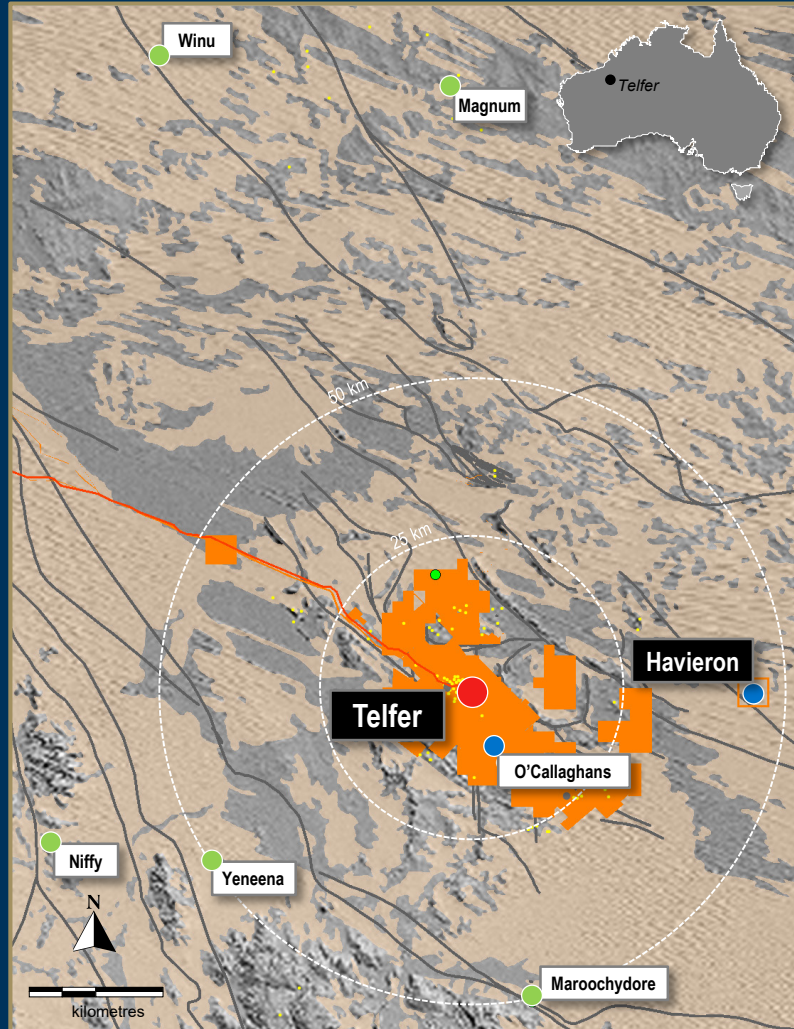 Winu
Magnum
Telfer
50 km
25 km
Havieron
Telfer
O'Callaghans
Niffy
Yeneena
N
Maroochydore
kilometres